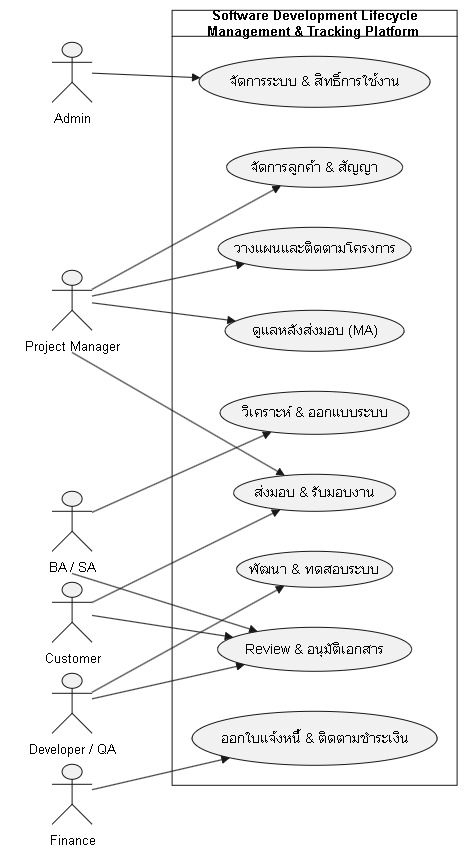 Software Development Lifecycle
Management & Tracking Platform
จัดการระบบ & สิทธิ์การใช้งาน
Admin
จัดการลูกค้า & สัญญา
วางแผนและติดตามโครงการ
ดูแลหลังส่งมอบ (MA)
Project Manager
วิเคราะห์ & ออกแบบระบบ
ส่งมอบ & รับมอบงาน
BA / SA
พัฒนา & ทดสอบระบบ
Customer
Review & อนุมัติเอกสาร
Developer / QA
ออกใบแจ้งหนี้ & ติดตามชำระเงิน
Finance